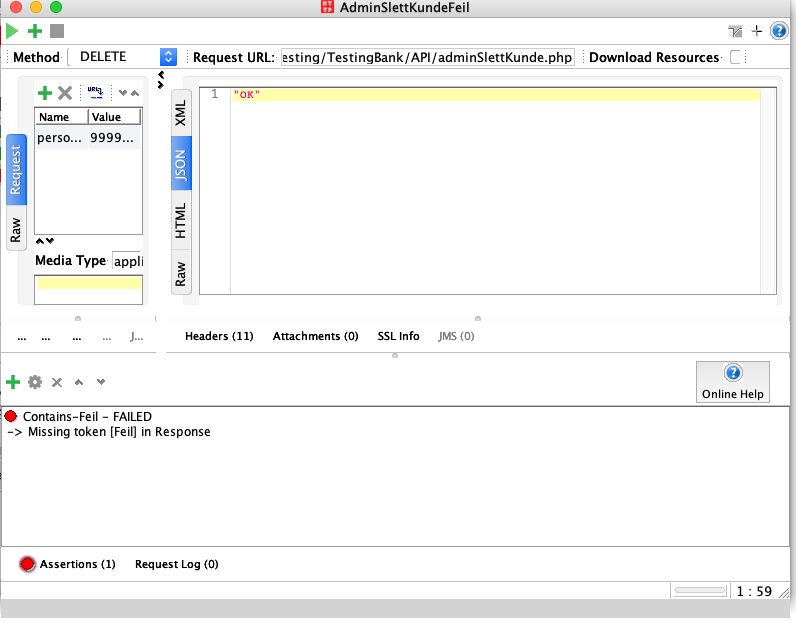 AdminSlettKundeFeil
Method DELETE Request URL: esting/TestingBank/API/adminSlettKunde.php Download Resources
Name Value
perso... 9999...
Request
Raw
Media Type appli
XML
JSON
HTML
Raw
1 "OK"
... ... ... ... J...
Headers (11) Attachments (0) SSL Info JMS (0)
Online Help
Contains-Feil - FAILED
-> Missing token [Feil] in Response
Assertions (1) Request Log (0)
1 : 59